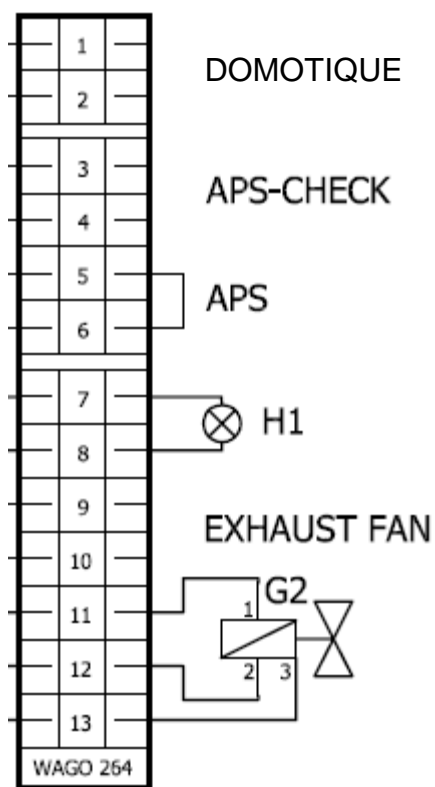 1
DOMOTIQUE
2
3
APS-CHECK
4
5
APS
6
7
H1
8
9
EXHAUST FAN
10
G2
11
1
12
2 3
13
WAGO 264